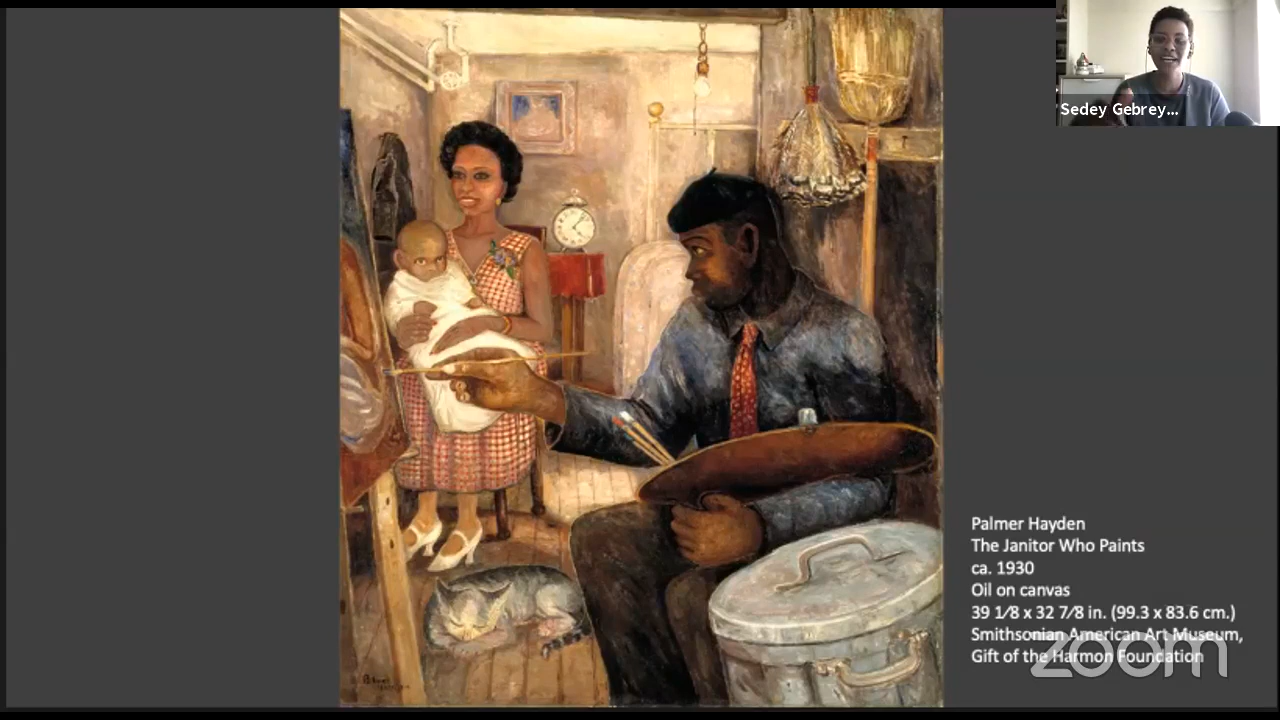 Sedey Gebrey...
Palmer Hayden
The Janitor Who Paints
ca. 1930
Oil on canvas
39 1⁄8 x 32 7⁄8 in. (99.3 x 83.6 cm.)
Smithsonian American Art Museum,
Gift of the Harmon Foundation
zoom